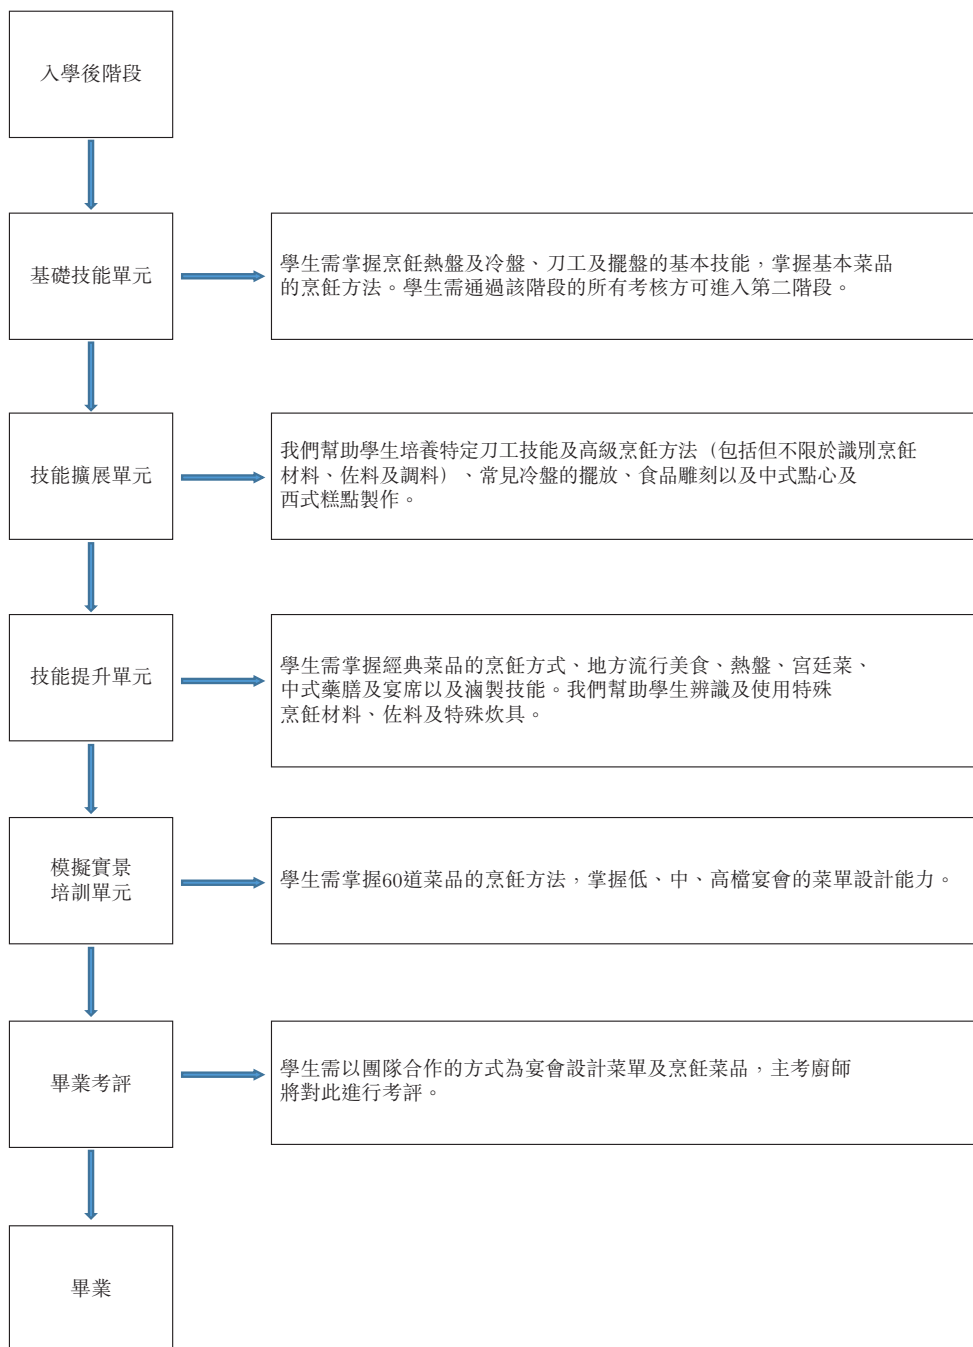 入學後階段
基礎技能單元
學生需掌握烹飪熱盤及冷盤、刀工及擺盤的基本技能，掌握基本菜品
的烹飪方法。學生需通過該階段的所有考核方可進入第二階段。
技能擴展單元
我們幫助學生培養特定刀工技能及高級烹飪方法（包括但不限於識別烹飪
材料、佐料及調料）、常見冷盤的擺放、食品雕刻以及中式點心及
西式糕點製作。
技能提升單元
學生需掌握經典菜品的烹飪方式、地方流行美食、熱盤、宮廷菜、
中式藥膳及宴席以及滷製技能。我們幫助學生辨識及使用特殊
烹飪材料、佐料及特殊炊具。
模擬實景
培訓單元
學生需掌握60道菜品的烹飪方法，掌握低、中、高檔宴會的菜單設計能力。
畢業考評
學生需以團隊合作的方式為宴會設計菜單及烹飪菜品，主考廚師
將對此進行考評。
畢業